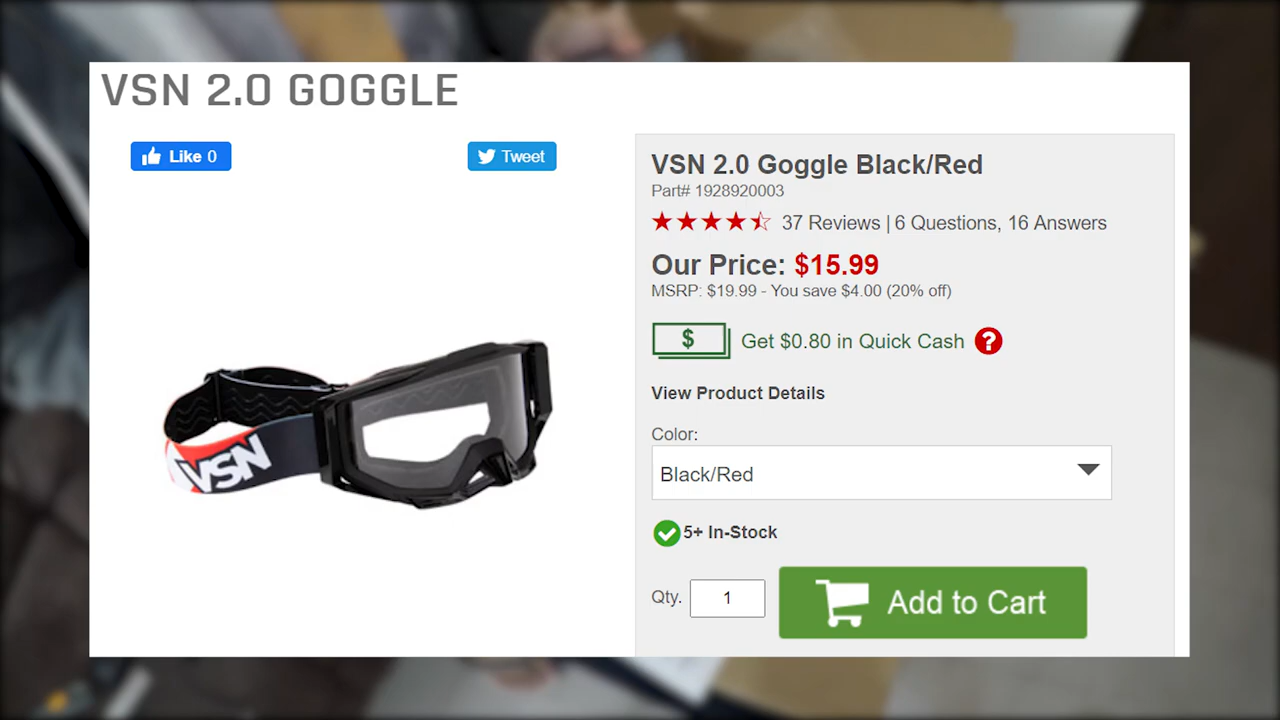 VSN 2.0 GOGGLE
Like 0
Tweet
VSN
VSN 2.0 Goggle Black/Red
Part# 1928920003
37 Reviews | 6 Questions, 16 Answers
Our Price: $15.99
MSRP: $19.99 - You save $4.00 (20% off)
$
Get $0.80 in Quick Cash ?
View Product Details
Color:
Black/Red
5+ In-Stock
Qty. 1
Add to Cart